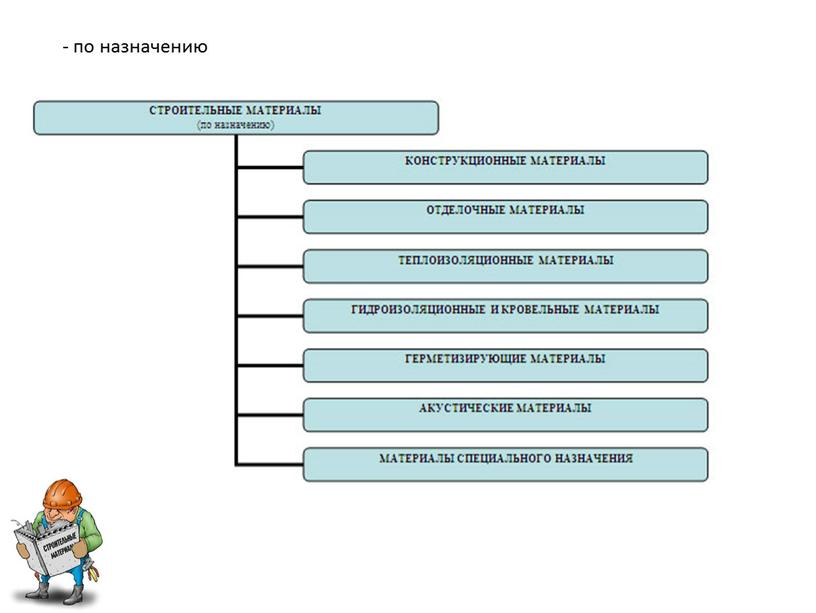 - по назначению
СТРОИТЕЛЬНЫЕ МАТЕРИАЛЫ
(по назначению)
КОНСТРУКЦИОННЫЕ МАТЕРИАЛЫ
ОТДЕЛОЧНЫЕ МАТЕРИАЛЫ
ТЕПЛОИЗОЛЯЦИОННЫЕ МАТЕРИАЛЫ
ГИДРОИЗОЛЯЦИОННЫЕ И КРОВЕЛЬНЫЕ МАТЕРИАЛЫ
ГЕРМЕТИЗИРУЮЩИЕ МАТЕРИАЛЫ
АКУСТИЧЕСКИЕ МАТЕРИАЛЫ
МАТЕРИАЛЫ СПЕЦИАЛЬНОГО НАЗНАЧЕНИЯ
СТРОИТЕЛЬНЫЕ